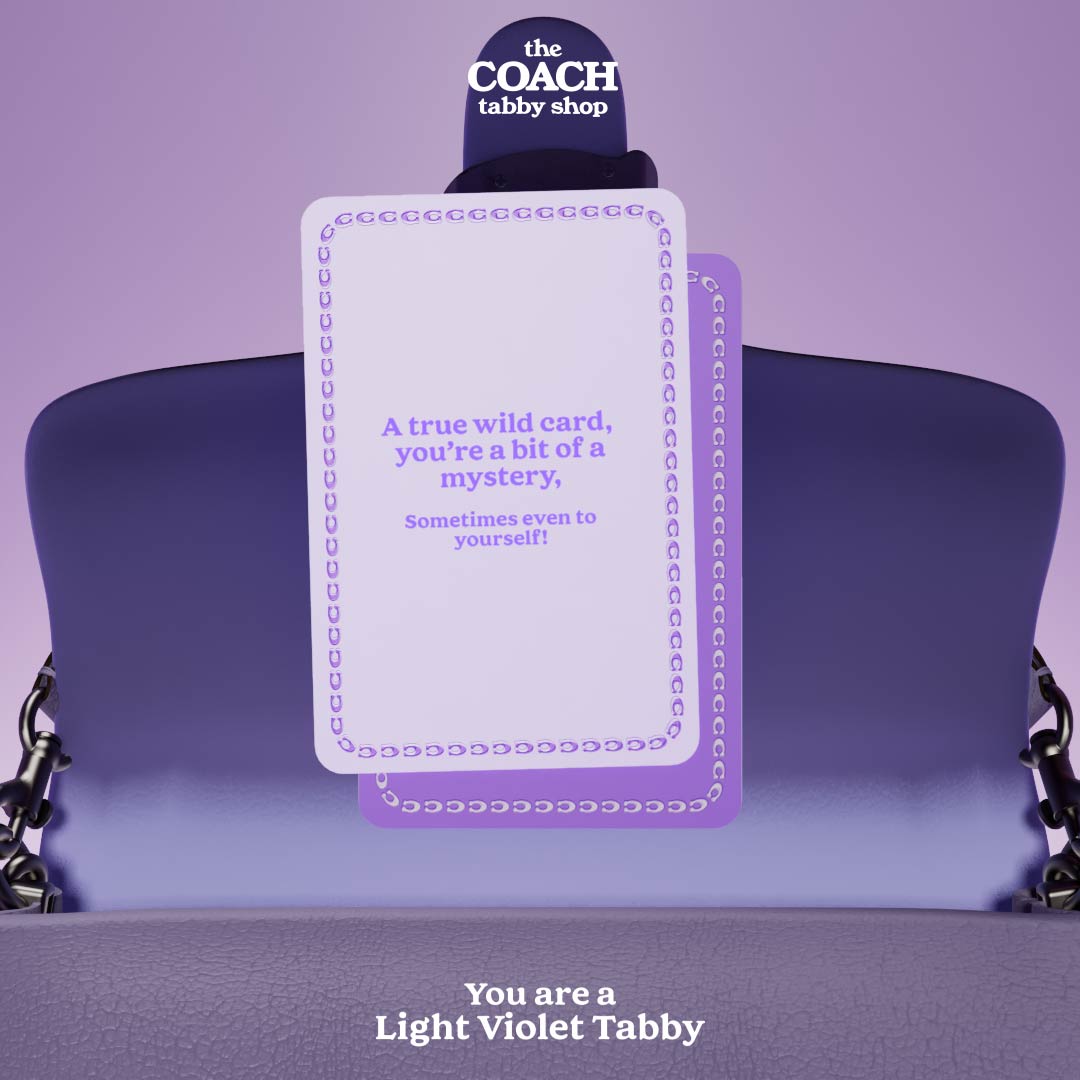 the
COACH
tabby shop
A true wild card,
you’re a bit of a
mystery,
Sometimes even to
yourself!
You are a
Light Violet Tabby